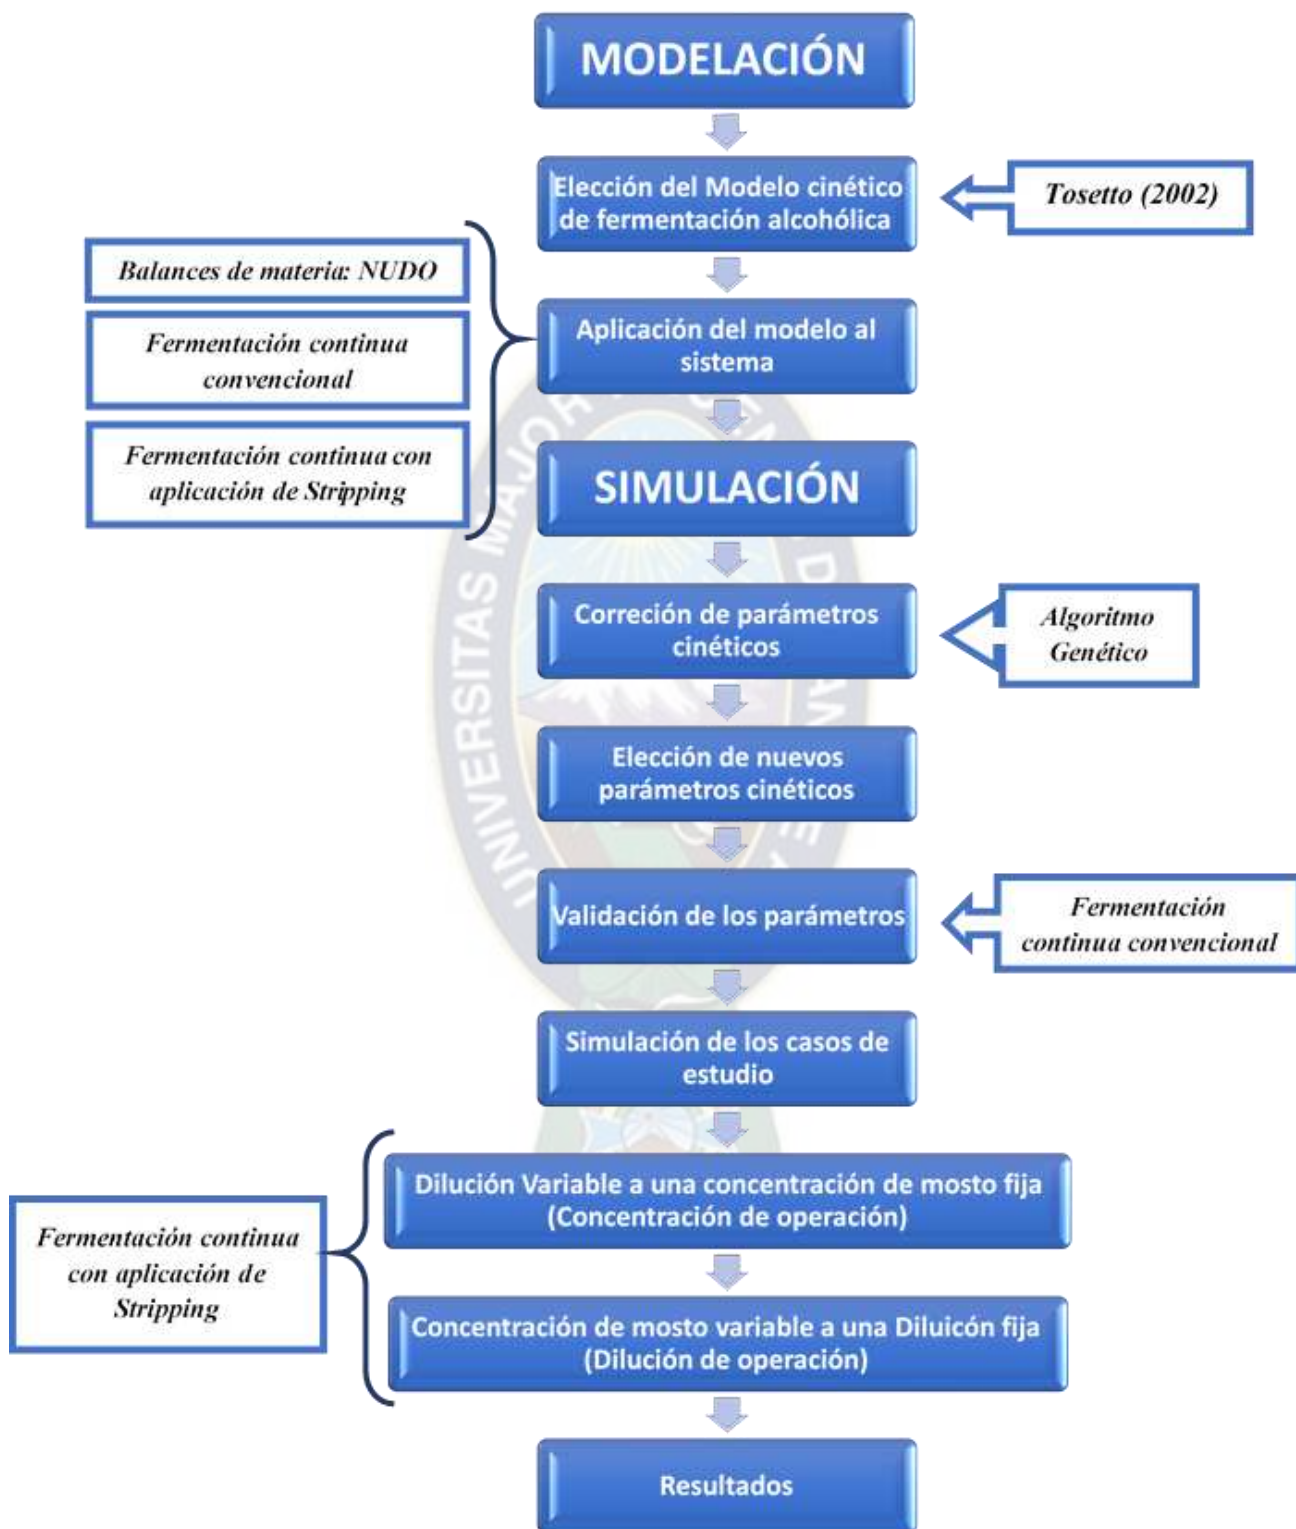 MODELACIÓN
Elección del Modelo cinético
de fermentación alcohólica
Tosetto (2002)
Balances de materia: NUDO
Fermentación continua
convencional
Fermentación continua con
aplicación de Stripping
Aplicación del modelo al
sistema
SIMULACIÓN
Correción de parámetros
cinéticos
Algoritmo
Genético
Elección de nuevos
parámetros cinéticos
Validación de los parámetros
Fermentación
continua convencional
Simulación de los casos de
estudio
Dilución Variable a una concentración de mosto fija
(Concentración de operación)
Fermentación continua
con aplicación de
Stripping
Concentración de mosto variable a una Diluicón fija
(Dilución de operación)
Resultados
UNIVERSITAS MAJOR